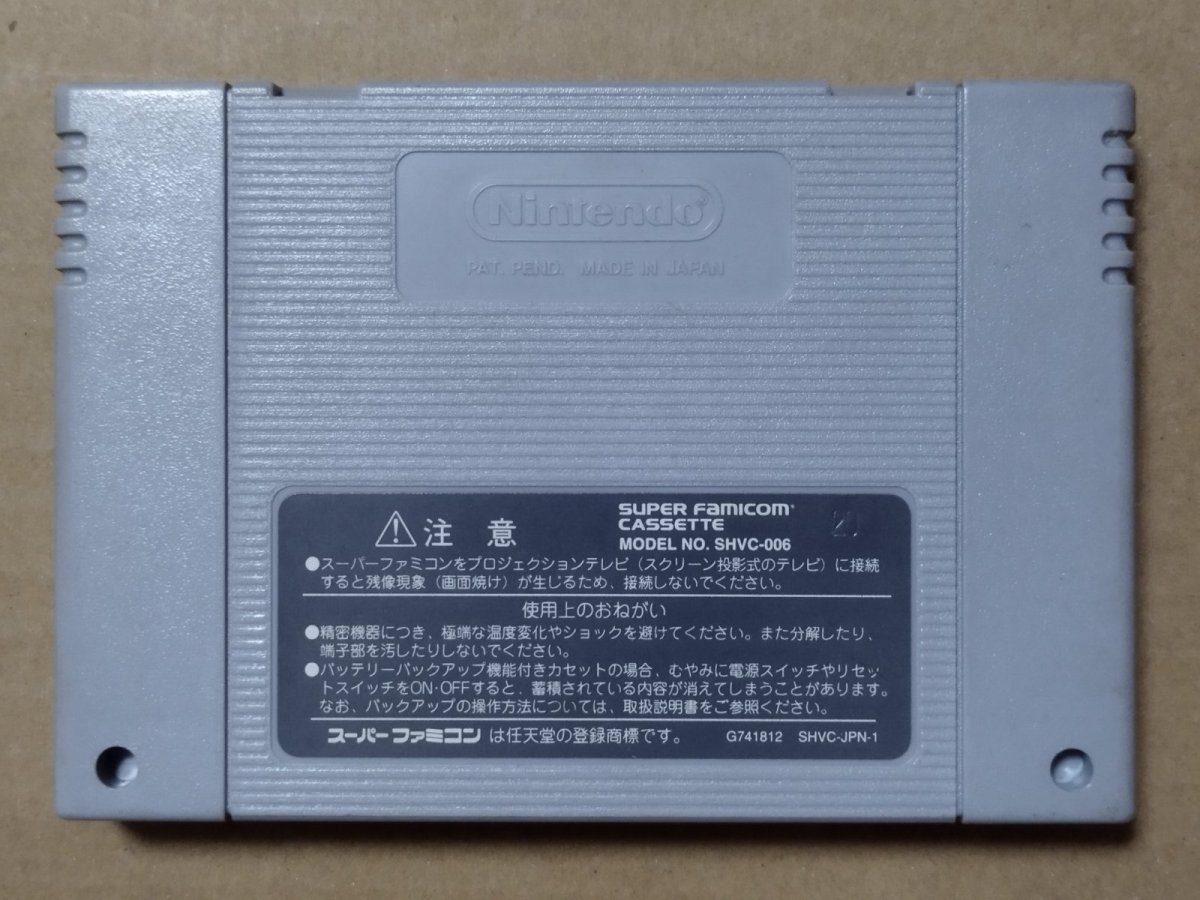 Nintendo®
PAT. PEND. MADE IN JAPAN
⚠注意
SUPER FAMICOM
CASSETTE
MODEL NO. SHVC-006
●スーパーファミコンをプロジェクションテレビ（スクリーン投影式のテレビ）に接続
すると残像現象（画面焼け）が生じるため、接続しないでください。
使用上のおねがい
●精密機器につき、極端な温度変化やショックを避けてください。また分解したり、
端子部を汚したりしないでください。
●バッテリーバックアップ機能付きカセットの場合、むやみに電源スイッチやリセッ
トスイッチをON・OFFすると、蓄積されている内容が消えてしまうことがあります。
なお、バックアップの操作方法については、取扱説明書をご参照ください。
スーパーファミコンは任天堂の登録商標です。 G741812 SHVC-JPN-1